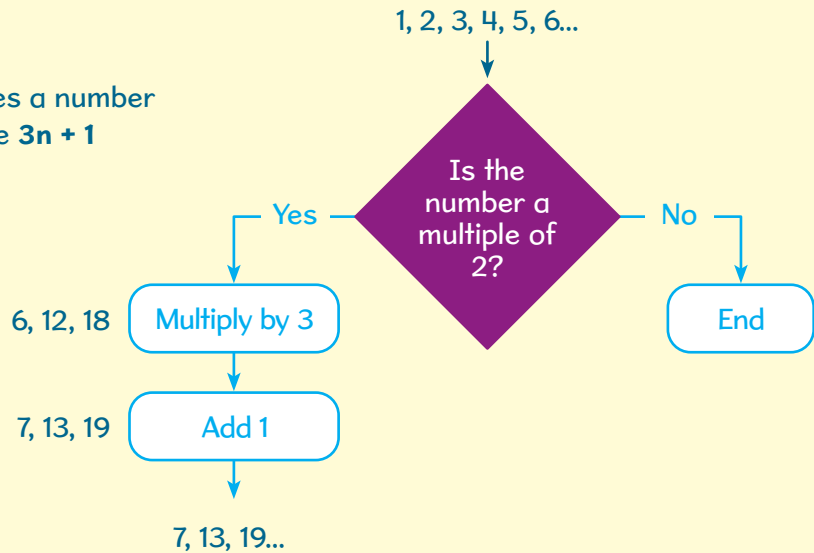 1, 2, 3, 4, 5, 6...
a number
3n + 1
Is the
number a
multiple of
2?
Yes
No
6, 12, 18
Multiply by 3
End
7, 13, 19
Add 1
7, 13, 19...